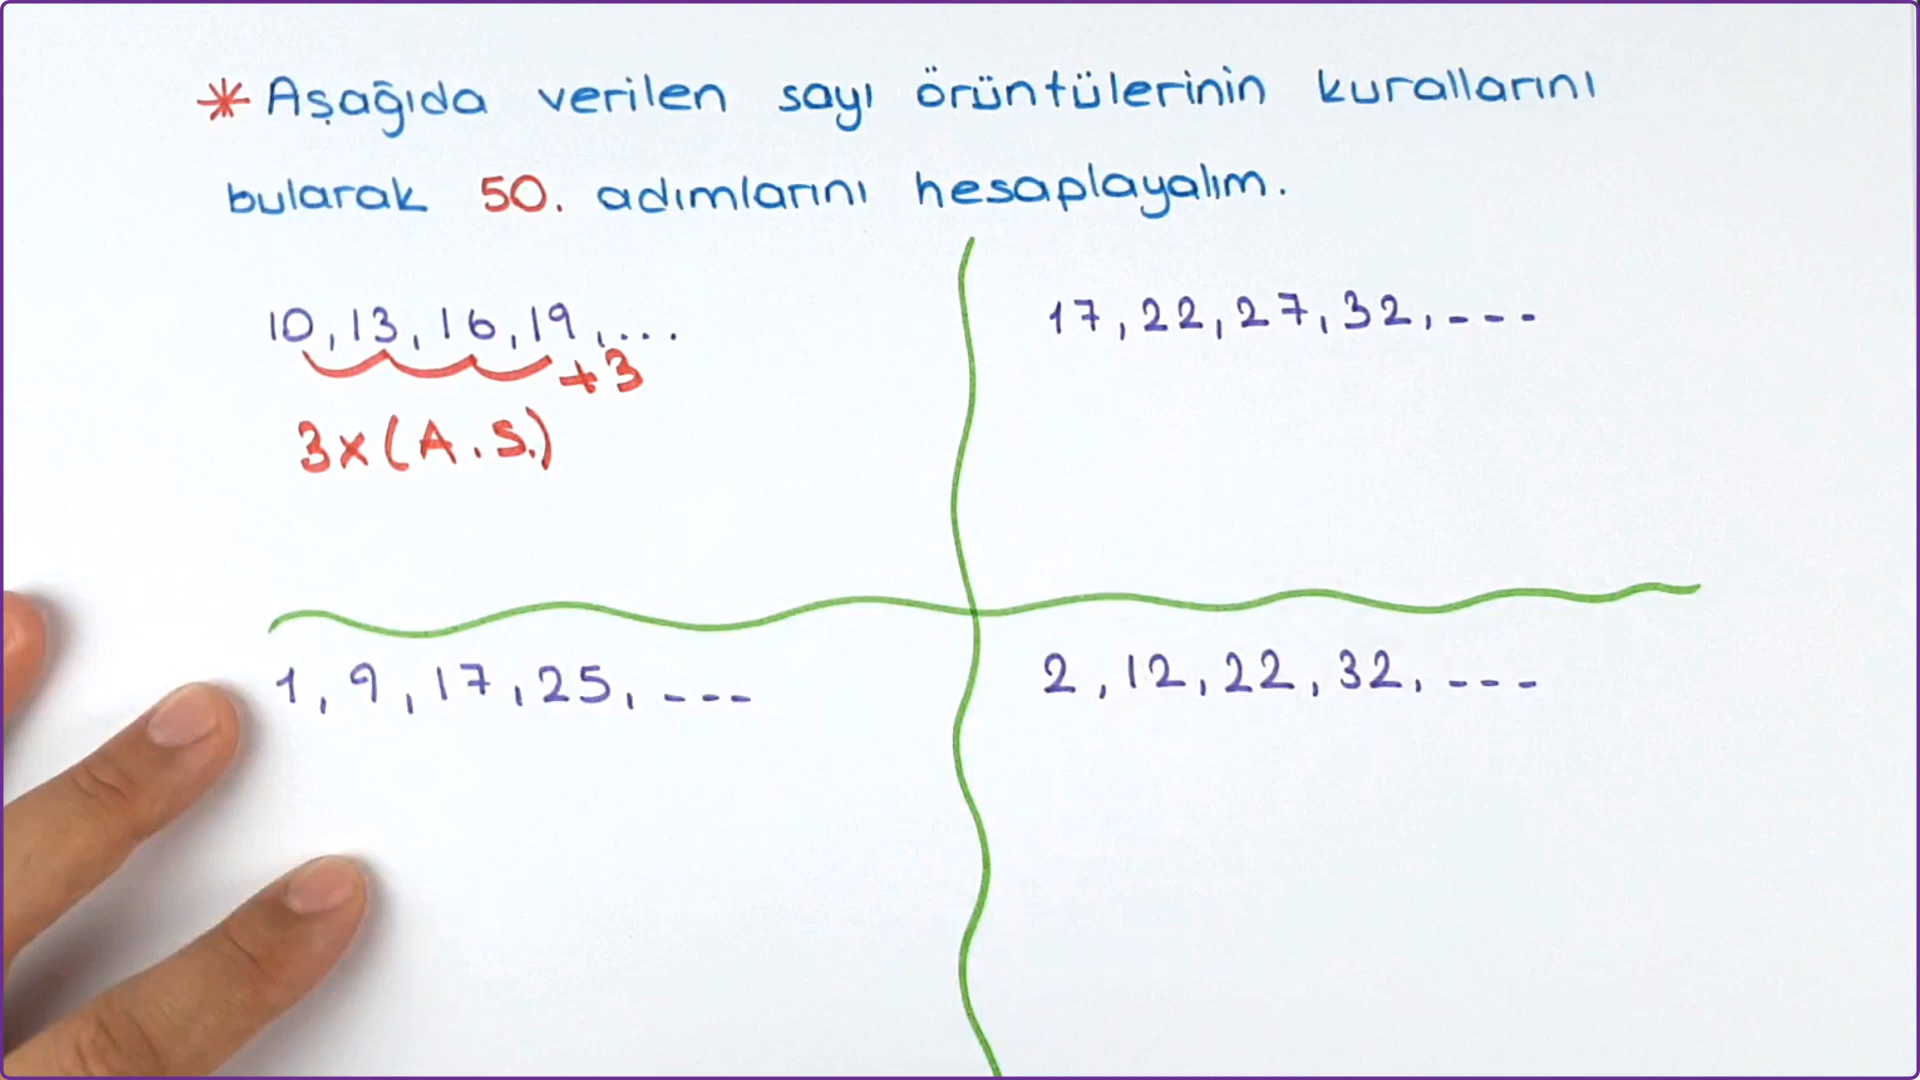 * Aşağıda verilen sayı örüntülerinin kurallarını
bularak 50. adımlarını hesaplayalım.
10, 13, 16, 19, ...
+3
3x(A.S.)
17, 22, 27, 32, ---
1, 9, 17, 25, ---
2, 12, 22, 32, ---